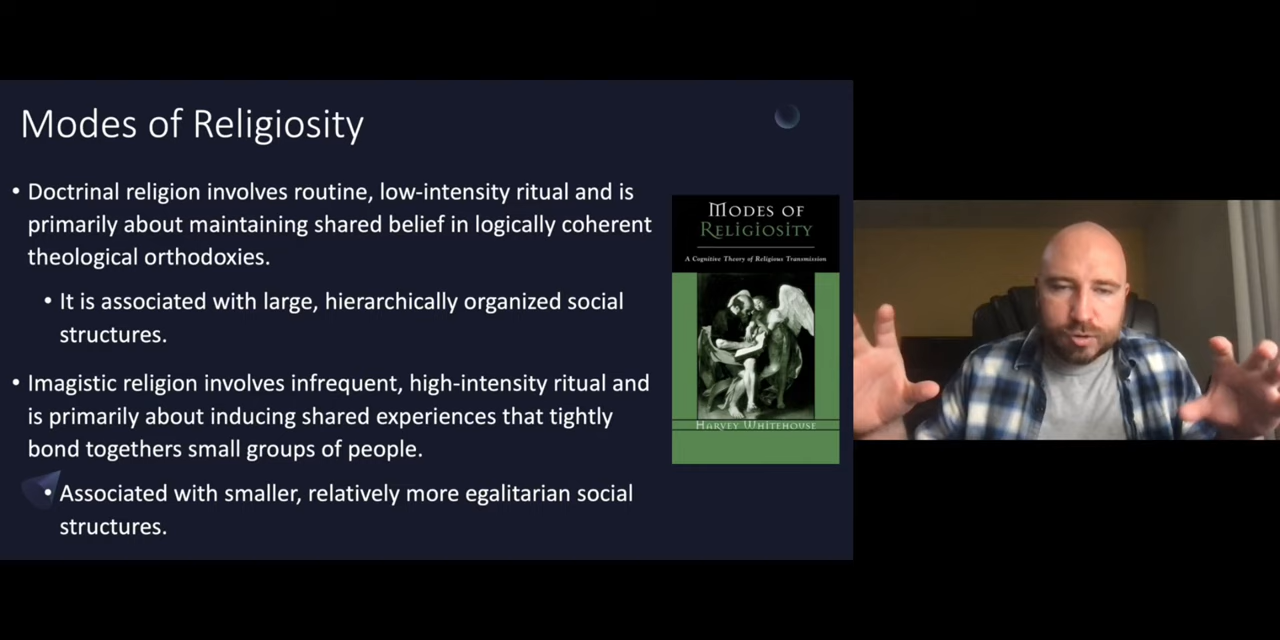 Modes of Religiosity
• Doctrinal religion involves routine, low-intensity ritual and is
primarily about maintaining shared belief in logically coherent
theological orthodoxies.
• It is associated with large, hierarchically organized social
structures.
• Imagistic religion involves infrequent, high-intensity ritual and
is primarily about inducing shared experiences that tightly
bond togethers small groups of people.
• Associated with smaller, relatively more egalitarian social
structures.
MODES OF
RELIGIOSITY
A Cognitive Theory of Religious Transmission
HARVEY WHITEHOUSE